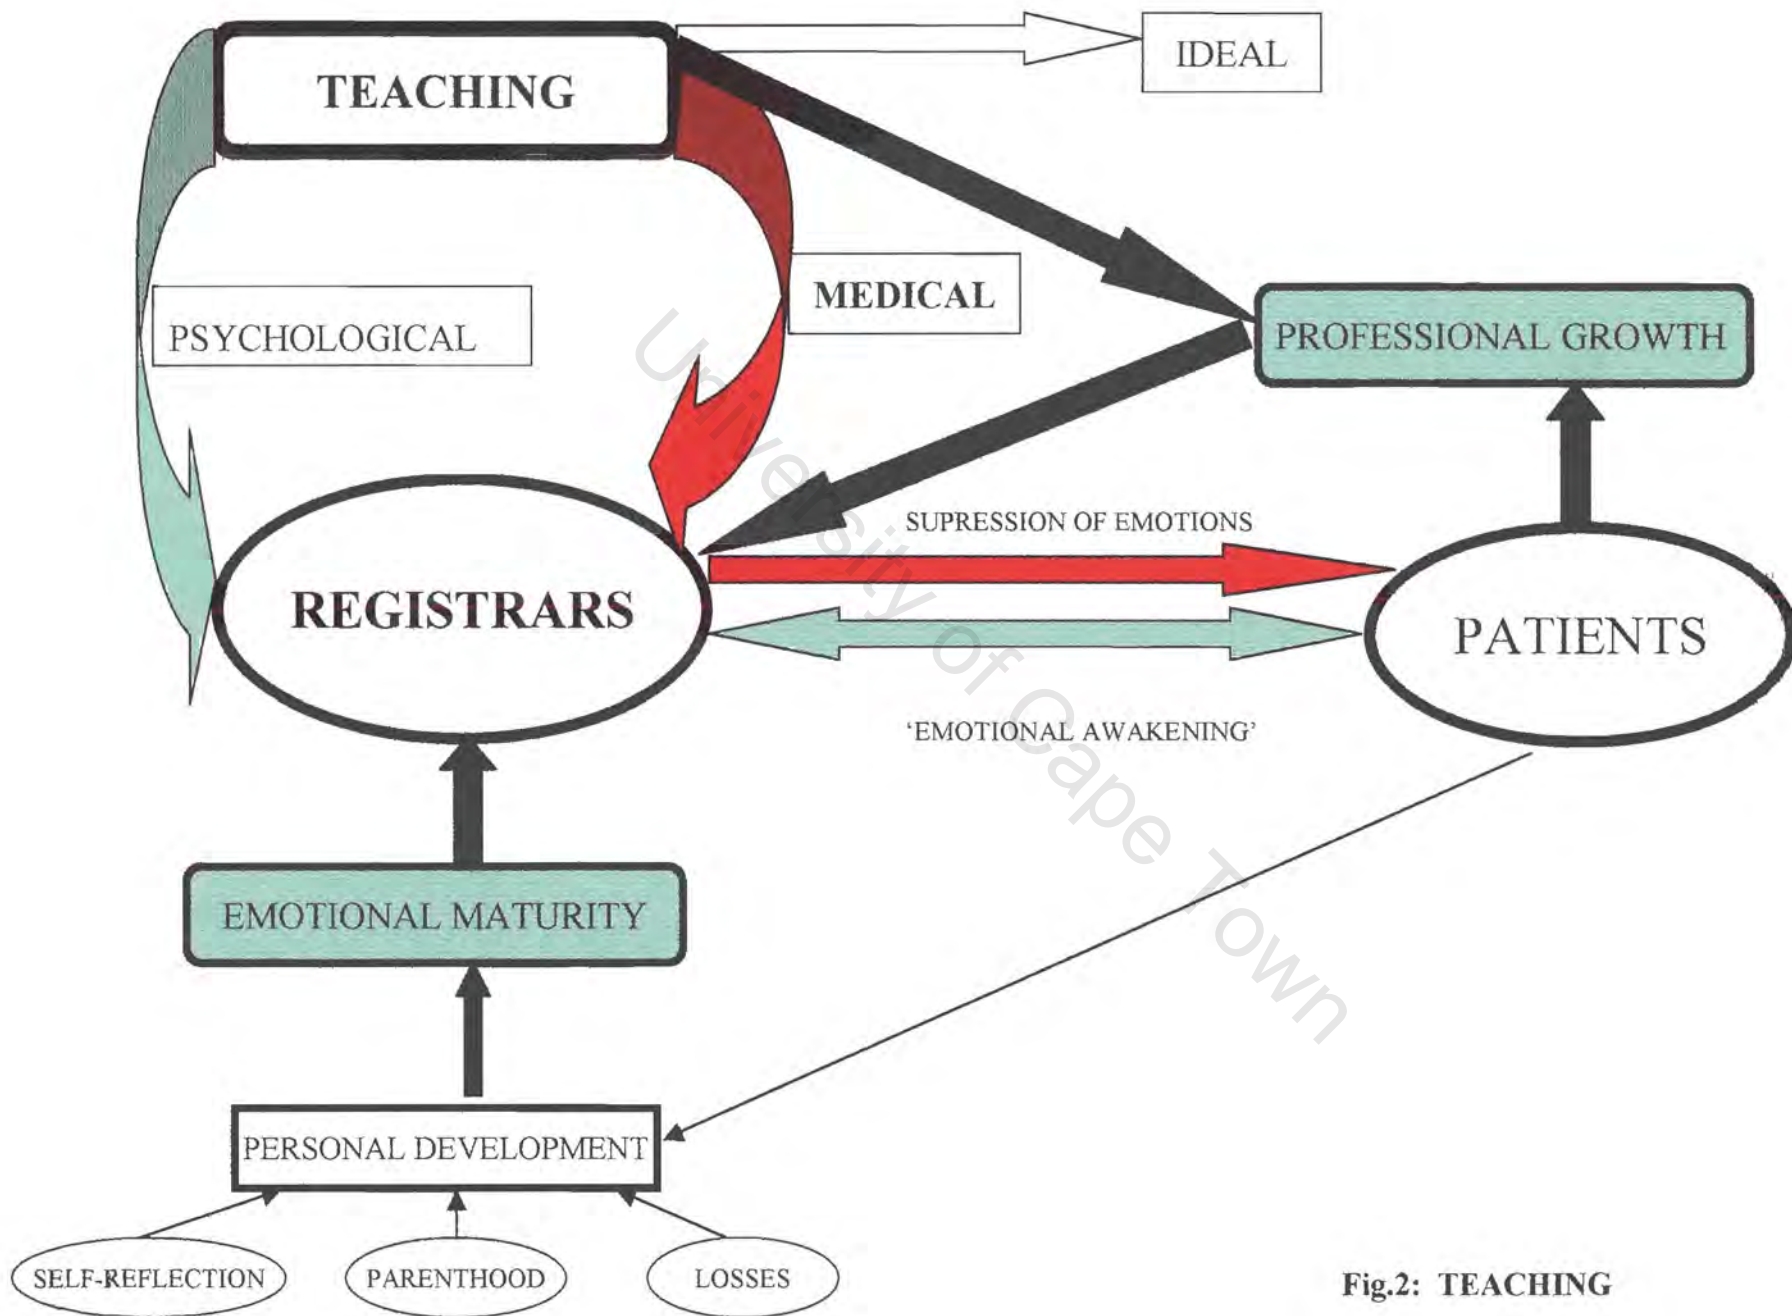 TEACHING
IDEAL
MEDICAL
PSYCHOLOGICAL
PROFESSIONAL GROWTH
SUPRESSION OF EMOTIONS
REGISTRARS
PATIENTS
'EMOTIONAL AWAKENING'
EMOTIONAL MATURITY
PERSONAL DEVELOPMENT
SELF-REFLECTION
PARENTHOOD
LOSSES
Fig.2: TEACHING
University of Cape Town